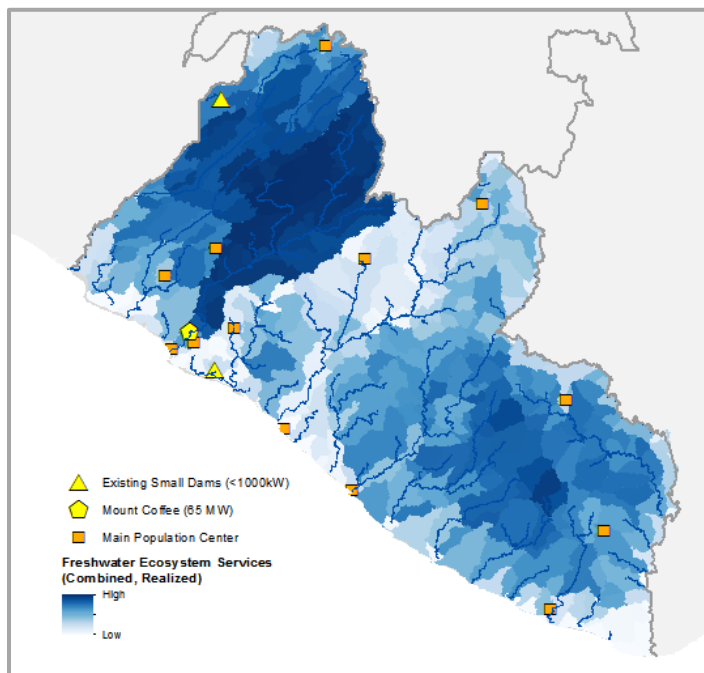 Existing Small Dams (<1000kW)
Mount Coffee (65 MW)
Main Population Center
Freshwater Ecosystem Services
(Combined, Realized)
High
Low